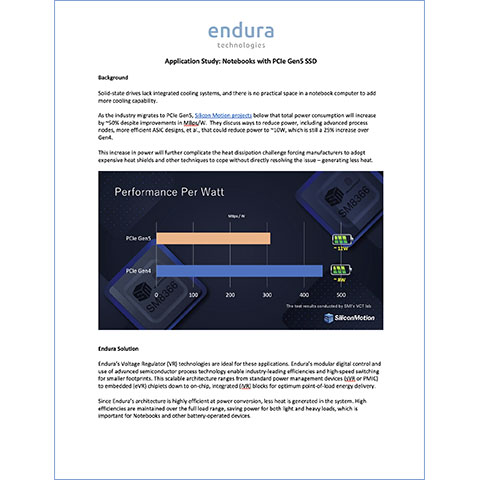 endura
technologies
Application Study: Notebooks with PCIe Gen5 SSD
Background
Solid-state drives lack integrated cooling systems, and there is no practical space in a notebook computer to add
more cooling capability.
As the industry migrates to PCIe Gen5, Silicon Motion projects below that total power consumption will increase
by ~50% despite improvements in MBps/W. They discuss ways to reduce power, including advanced process
nodes, more efficient ASIC designs, et al., that could reduce power to ~10W, which is still a 25% increase over
Gen4.
This increase in power will further complicate the heat dissipation challenge forcing manufacturers to adopt
expensive heat shields and other techniques to cope without directly resolving the issue – generating less heat.
Performance Per Watt
SM8366
MBps / W
PCIe Gen5
~ 12W
PCIe Gen4
~ 8W
0 100 200 300 400 500
SM8366
The test results conducted by SMI's VCT lab
SiliconMotion
Endura Solution
Endura's Voltage Regulator (VR) technologies are ideal for these applications. Endura's modular digital control and
use of advanced semiconductor process technology enable industry-leading efficiencies and high-speed switching
for smaller footprints. This scalable architecture ranges from standard power management devices (sVR or PMIC)
to embedded (eVR) chiplets down to on-chip, integrated (iVR) blocks for optimum point-of-load energy delivery.
Since Endura's architecture is highly efficient at power conversion, less heat is generated in the system. High
efficiencies are maintained over the full load range, saving power for both light and heavy loads, which is
important for Notebooks and other battery-operated devices.